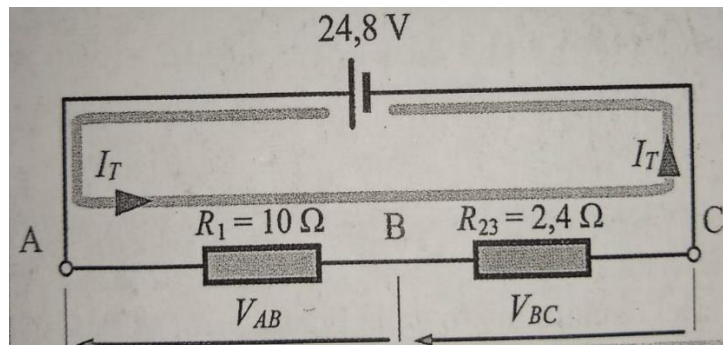 24,8 V
I_T
I_T
R₁ = 10 Ω
B
R₂₃ = 2,4 Ω
A
C
V_AB
V_BC